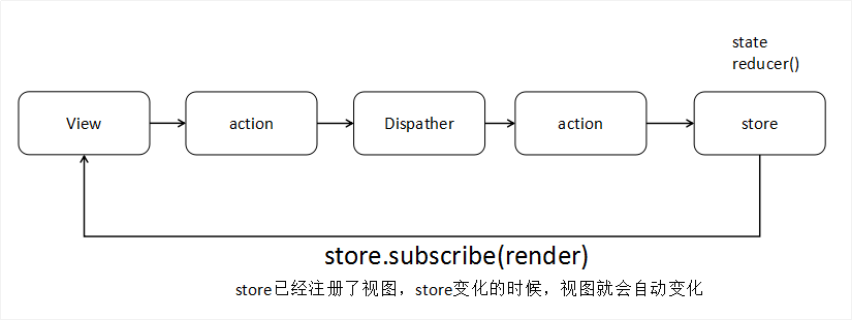 state
reducer()
View
action
Dispather
action
store
store.subscribe(render)
store已经注册了视图，store变化的时候，视图就会自动变化